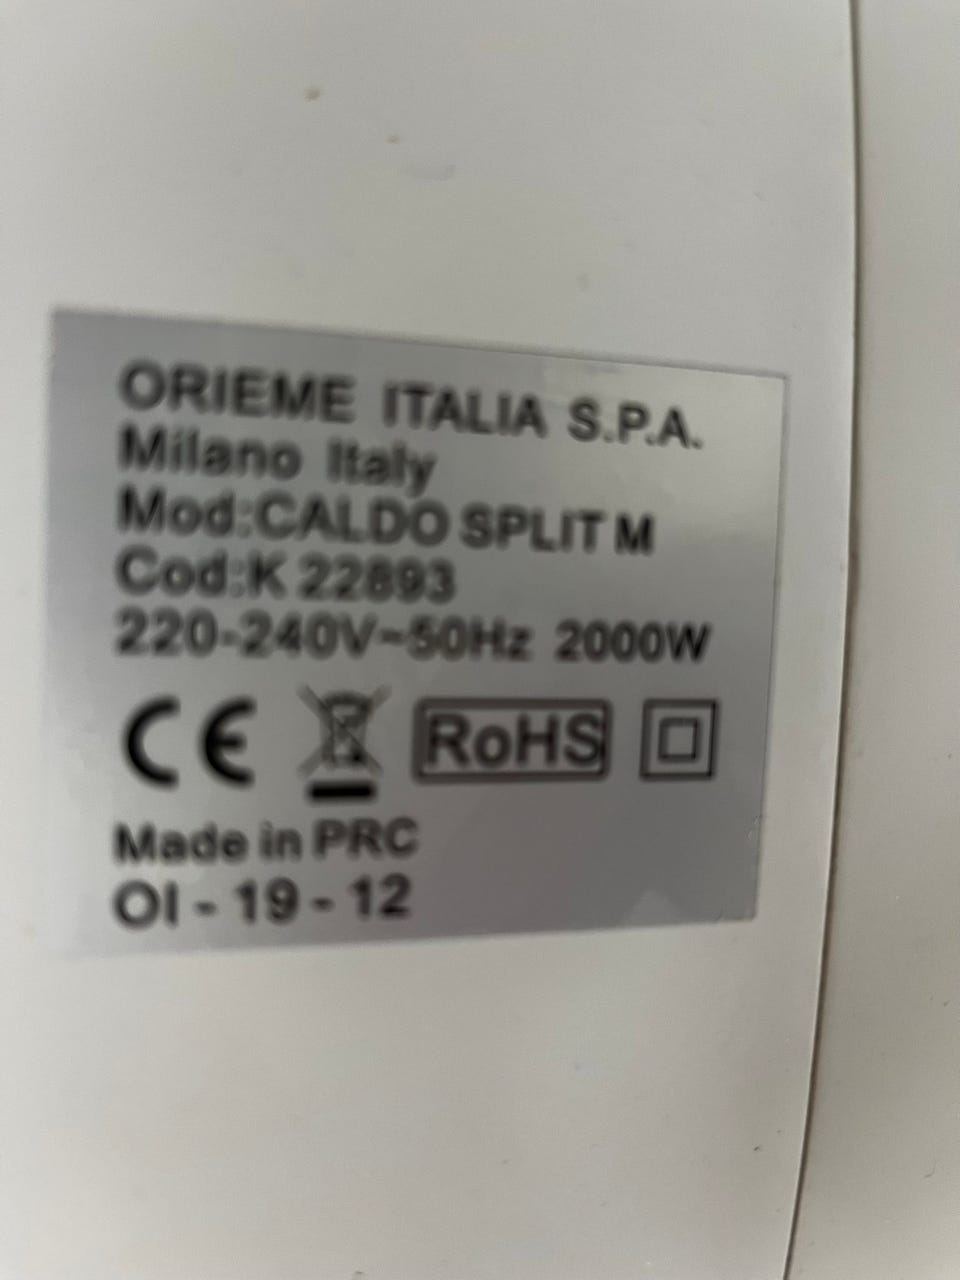 ORIEME ITALIA S.P.A.
Milano Italy
Mod:CALDO SPLIT M
Cod:K 22893
220-240V~50Hz 2000W
CE RoHS
Made in PRC
OI - 19 - 12